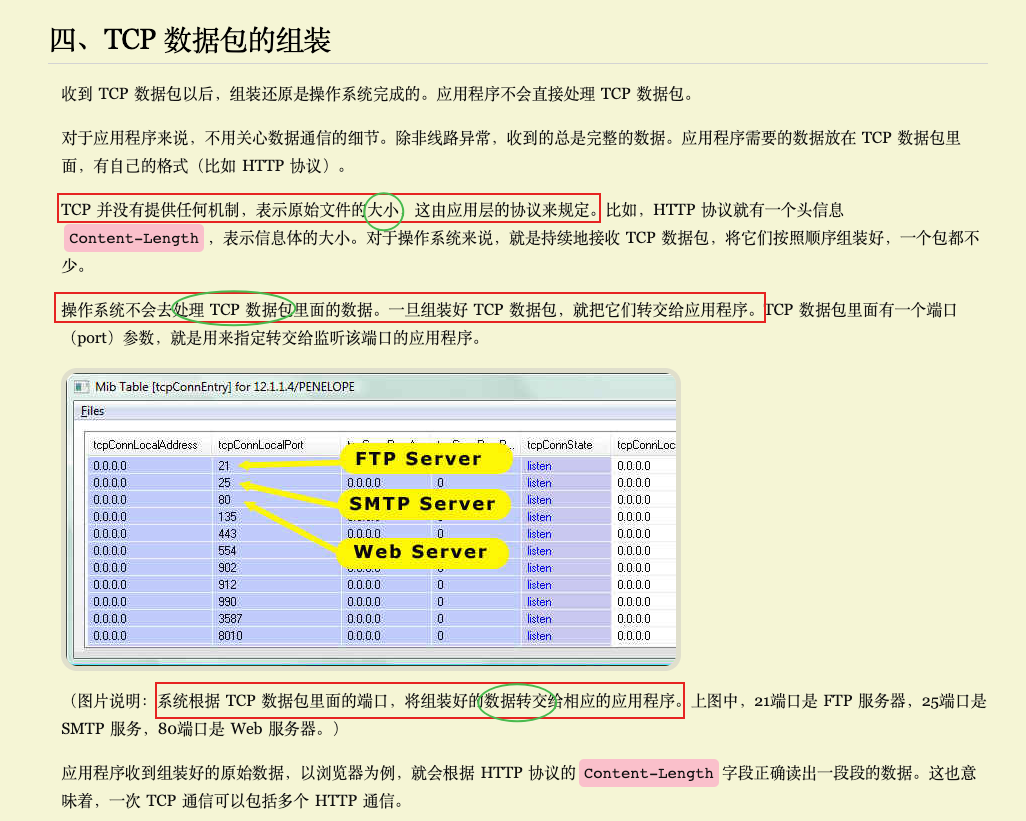 四、TCP 数据包的组装
收到 TCP 数据包以后，组装还原是操作系统完成的。应用程序不会直接处理 TCP 数据包。
对于应用程序来说，不用关心数据通信的细节。除非线路异常，收到的总是完整的数据。应用程序需要的数据放在 TCP 数据包里
面，有自己的格式（比如 HTTP 协议）。
TCP 并没有提供任何机制，表示原始文件的大小 这由应用层的协议来规定。比如，HTTP 协议就有一个头信息
Content-Length ，表示信息体的大小。对于操作系统来说，就是持续地接收 TCP 数据包，将它们按照顺序组装好，一个包都不
少。
操作系统不会去处理 TCP 数据包里面的数据。一旦组装好 TCP 数据包，就把它们转交给应用程序。TCP 数据包里面有一个端口
（port）参数，就是用来指定转交给监听该端口的应用程序。
Mib Table [tcpConnEntry] for 12.1.1.4/PENELOPE
Files
tcpConnLocalAddress tcpConnLocalPort tcpConnState tcpConnLoc
0.0.0.0 21 FTP Server listen 0.0.0.0
0.0.0.0 25 0.0.0.0 0 listen 0.0.0.0
0.0.0.0 80 SMTP Server listen 0.0.0.0
0.0.0.0 135 listen 0.0.0.0
0.0.0.0 443 0.0.0.0 0 listen 0.0.0.0
0.0.0.0 554 Web Server listen 0.0.0.0
0.0.0.0 902 0.0.0.0 0 listen 0.0.0.0
0.0.0.0 912 0.0.0.0 0 listen 0.0.0.0
0.0.0.0 990 0.0.0.0 0 listen 0.0.0.0
0.0.0.0 3587 0.0.0.0 0 listen 0.0.0.0
0.0.0.0 8010 0.0.0.0 0 listen 0.0.0.0
（图片说明：系统根据 TCP 数据包里面的端口，将组装好的数据转交给相应的应用程序。上图中，21端口是 FTP 服务器，25端口是
SMTP 服务，80端口是 Web 服务器。）
应用程序收到组装好的原始数据，以浏览器为例，就会根据 HTTP 协议的 Content-Length 字段正确读出一段段的数据。这也意
味着，一次 TCP 通信可以包括多个 HTTP 通信。